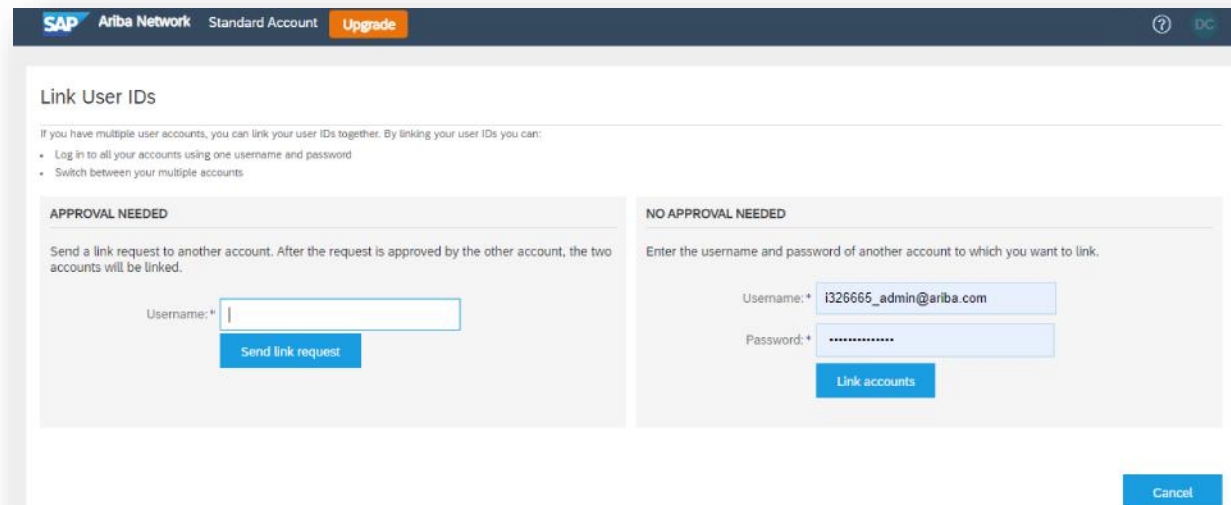 SAP Ariba Network Standard Account Upgrade ? DC
Link User IDs
If you have multiple user accounts, you can link your user IDs together. By linking your user IDs you can:
• Log in to all your accounts using one username and password
• Switch between your multiple accounts
APPROVAL NEEDED
Send a link request to another account. After the request is approved by the other account, the two
accounts will be linked.
Username:*
Send link request
NO APPROVAL NEEDED
Enter the username and password of another account to which you want to link.
Username:* i326665_admin@ariba.com
Password:* ••••••••••••••
Link accounts
Cancel